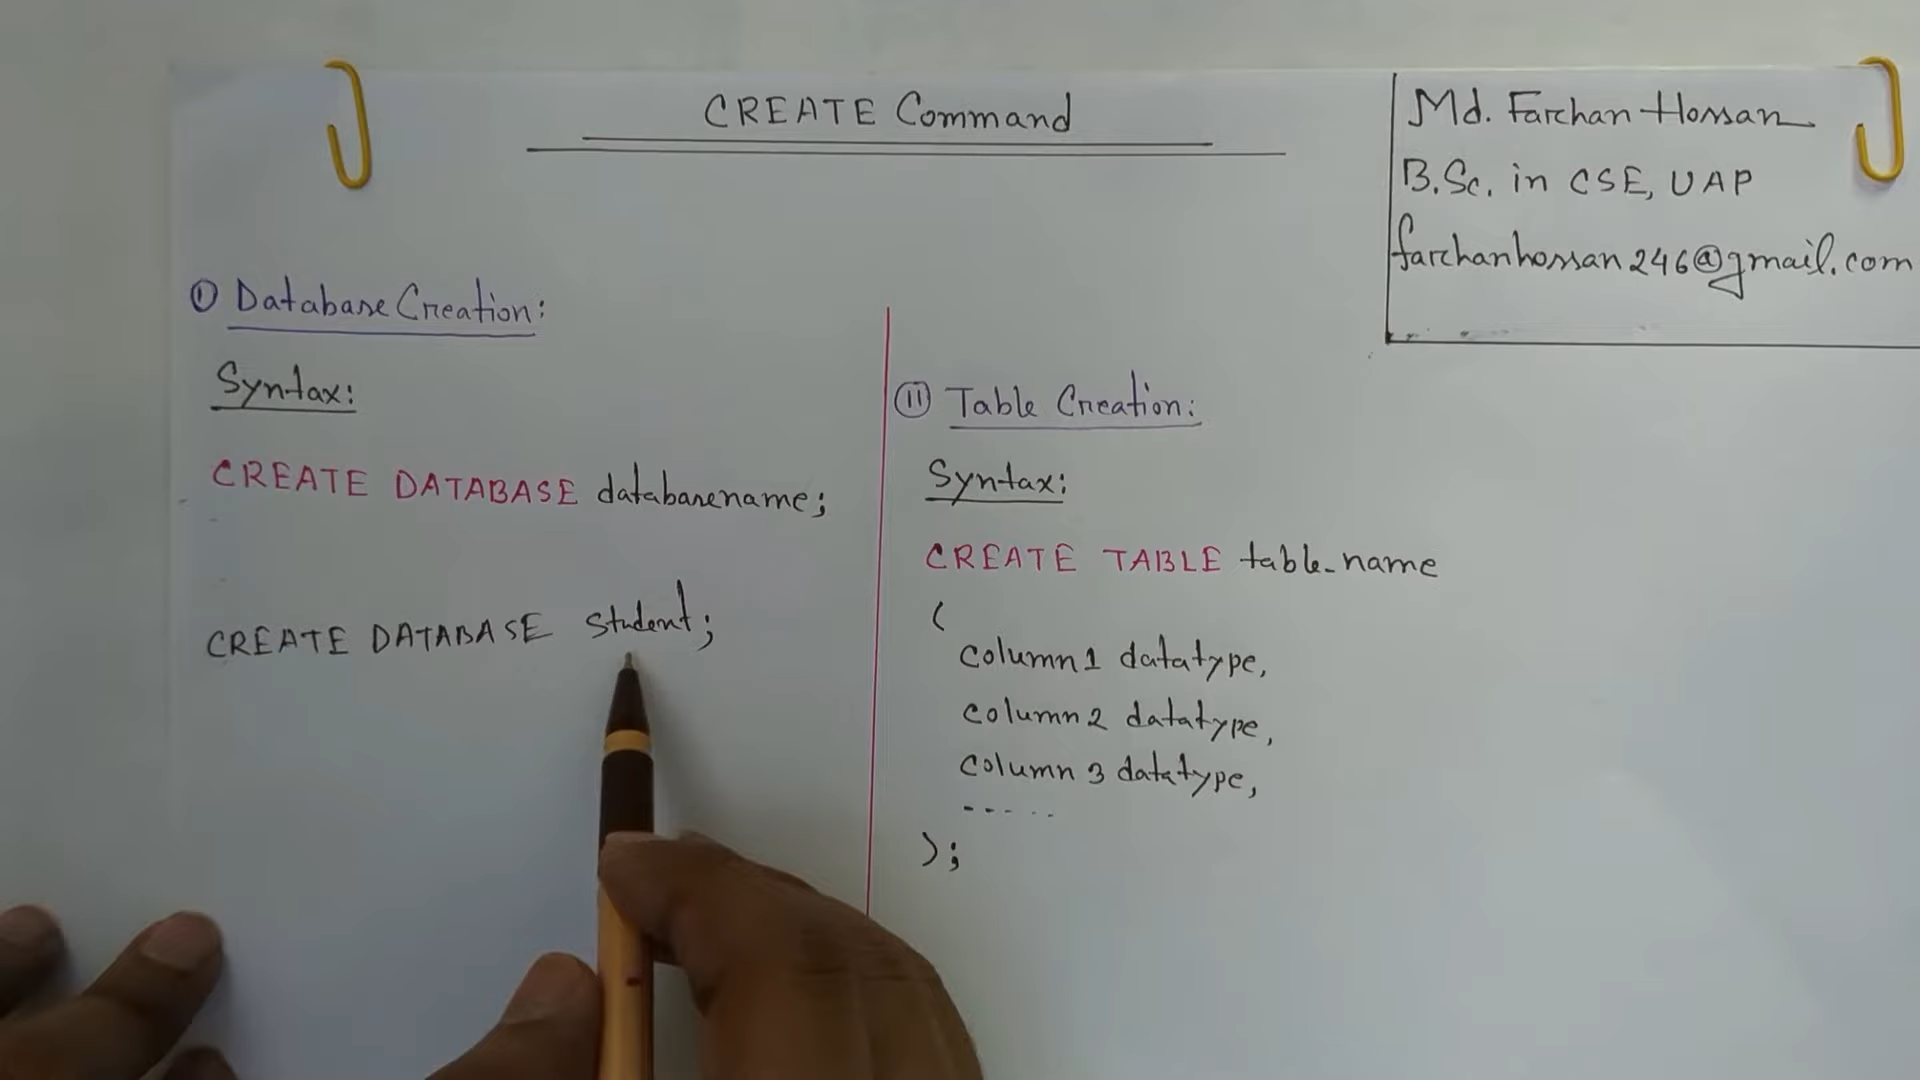 CREATE Command
Md. Farhan Hossan
B.Sc. in CSE, UAP
farhanhossan246@gmail.com
① Database Creation:
Syntax:
CREATE DATABASE databasename;
CREATE DATABASE Student;
⑪ Table Creation:
Syntax:
CREATE TABLE table_name
(
column1 datatype,
column2 datatype,
column3 datatype,
-----
);